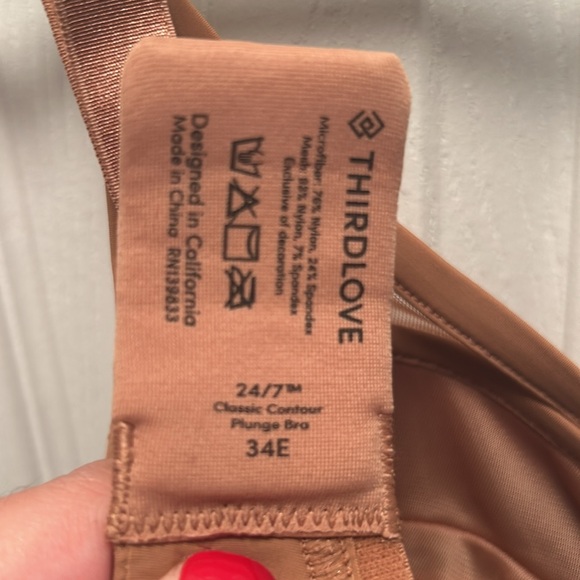 THIRDLOVE
Microfiber: 76% Nylon, 24% Spandex
Mesh: 93% Nylon, 7% Spandex
Exclusive of decoration
Designed in California
Made in China RN139833
24/7™
Classic Contour
Plunge Bra
34E